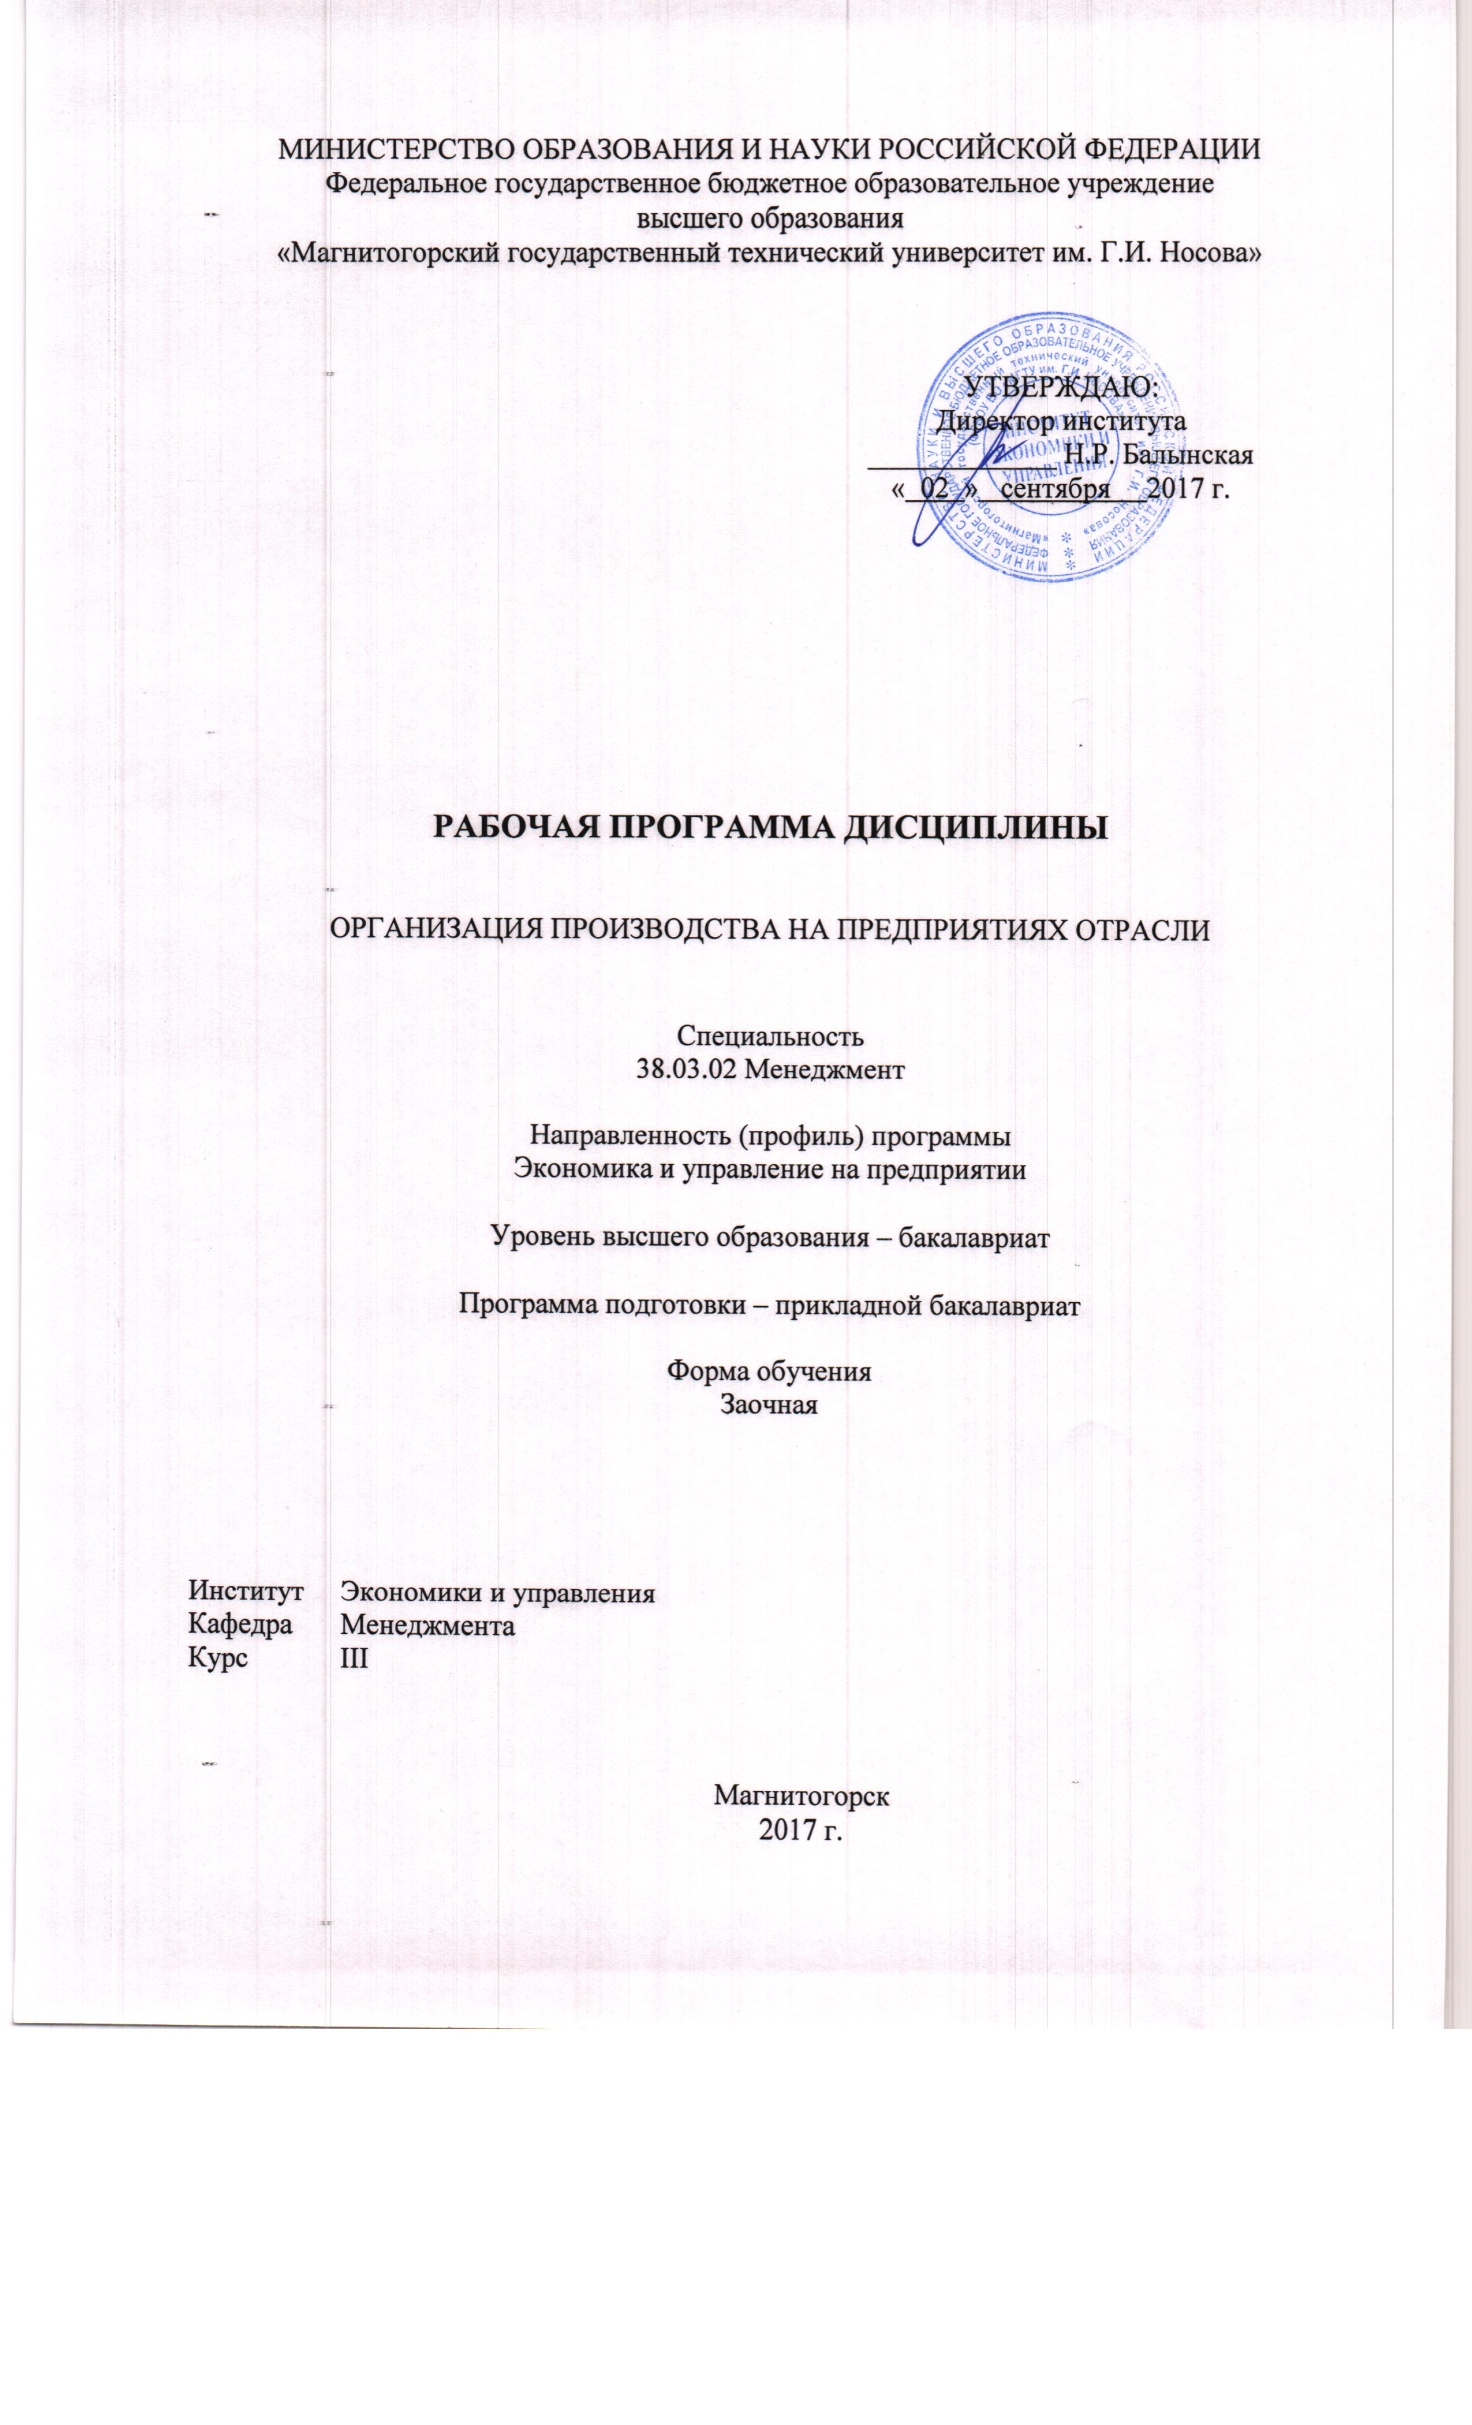 МИНИСТЕРСТВО ОБРАЗОВАНИЯ И НАУКИ РОССИЙСКОЙ ФЕДЕРАЦИИ
Федеральное государственное бюджетное образовательное учреждение
высшего образования
«Магнитогорский государственный технический университет им. Г.И. Носова»
УТВЕРЖДАЮ:
Директор института
Н.Р. Балынская
« 02 » сентября 2017 г.
ИНСТИТУТ
ЭКОНОМИКИ И
УПРАВЛЕНИЯ
РАБОЧАЯ ПРОГРАММА ДИСЦИПЛИНЫ
ОРГАНИЗАЦИЯ ПРОИЗВОДСТВА НА ПРЕДПРИЯТИЯХ ОТРАСЛИ
Специальность
38.03.02 Менеджмент
Направленность (профиль) программы
Экономика и управление на предприятии
Уровень высшего образования – бакалавриат
Программа подготовки – прикладной бакалавриат
Форма обучения
Заочная
Институт Экономики и управления
Кафедра Менеджмента
Курс III
Магнитогорск
2017 г.